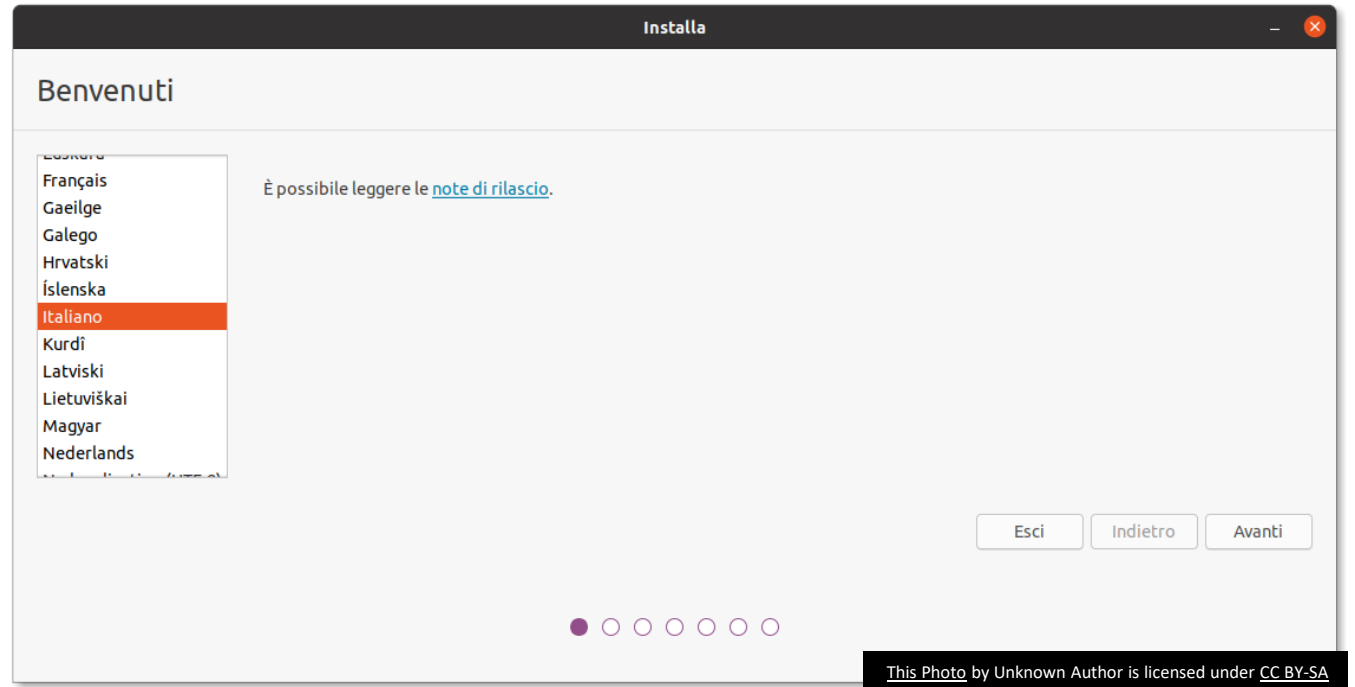 Installa
Benvenuti
Français
Gaeilge
Galego
Hrvatski
Íslenska
Italiano
Kurdî
Latviski
Lietuviškai
Magyar
Nederlands
È possibile leggere le note di rilascio.
Esci Indietro Avanti
This Photo by Unknown Author is licensed under CC BY-SA